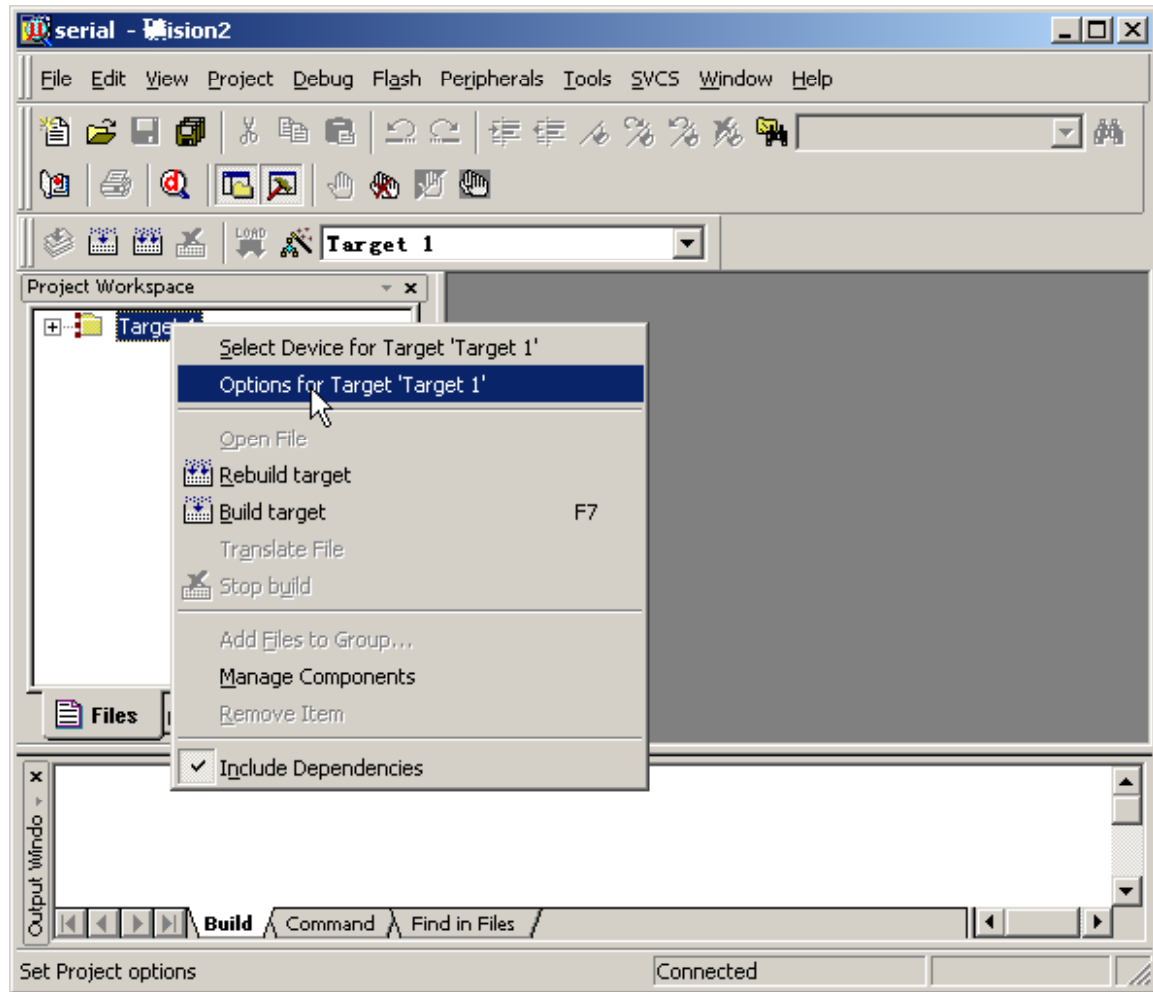 serial - ision2
File Edit View Project Debug Flash Peripherals Tools SVCS Window Help
LOAD
Target 1
Project Workspace
Target 1
Select Device for Target 'Target 1'
Options for Target 'Target 1'
Open File
Rebuild target
Build target F7
Translate File
Stop build
Add Files to Group...
Manage Components
Remove Item
Include Dependencies
Files
Output Windo
Build Command Find in Files
Set Project options Connected